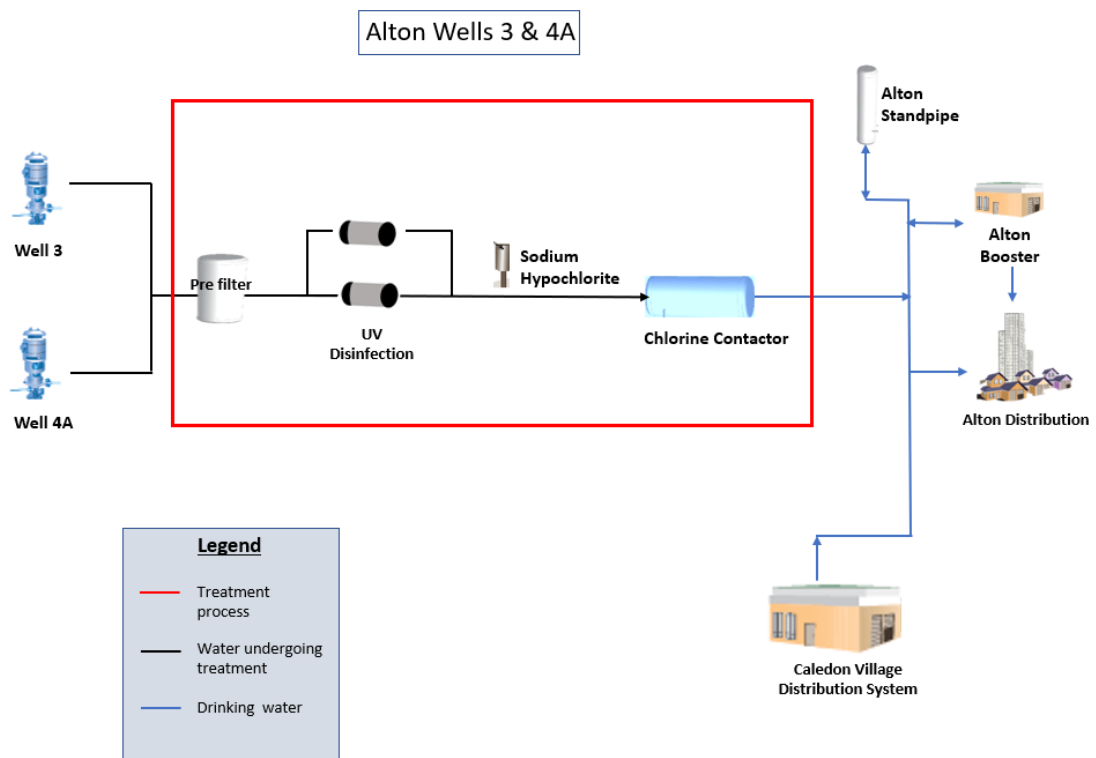 Alton Wells 3 & 4A
Alton
Standpipe
Well 3
Pre filter
Sodium
Hypochlorite
Alton
Booster
UV
Disinfection
Chlorine Contactor
Well 4A
Alton Distribution
Legend
Treatment
process
Water undergoing
treatment
Drinking water
Caledon Village
Distribution System